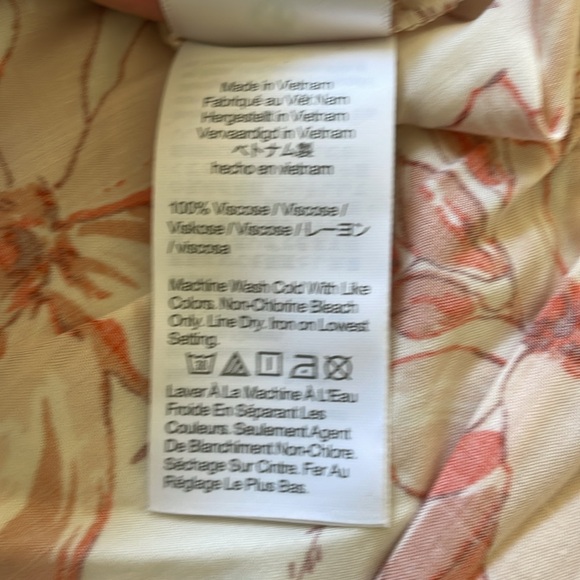 Made in Vietnam
Fabriqué au Việt Nam
Hergestellt in Vietnam
Vervaardigd in Vietnam
ベトナム製
hecho en vietnam
100% Viscose / Viscose /
Viskose / Viscose / レーヨン
/ viscosa
Machine Wash Cold With Like
Colors. Non-Chlorine Bleach
Only. Line Dry. Iron on Lowest
Setting.
Laver À La Machine À L'Eau
Froide En Séparant Les
Couleurs. Seulement Agent
De Blanchiment Non-Chlore.
Séchage Sur Cintre. Fer Au
Réglage Le Plus Bas.